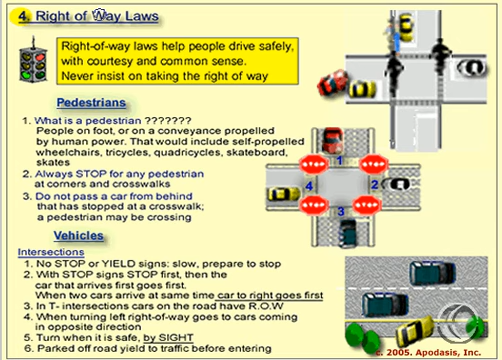 4. Right of Way Laws
Right-of-way laws help people drive safely,
with courtesy and common sense.
Never insist on taking the right of way
Pedestrians
1. What is a pedestrian ???????
People on foot, or on a conveyance propelled
by human power. That would include self-propelled
wheelchairs, tricycles, quadricycles, skateboard,
skates
2. Always STOP for any pedestrian
at corners and crosswalks
3. Do not pass a car from behind
that has stopped at a crosswalk;
a pedestrian may be crossing
STOP STOP
1
4 2
3
STOP STOP
Vehicles
Intersections
1. No STOP or YIELD signs: slow, prepare to stop
2. With STOP signs STOP first, then the
car that arrives first goes first.
When two cars arrive at same time car to right goes first
3. In T- intersections cars on the road have R.O.W
4. When turning left right-of-way goes to cars coming
in opposite direction
5. Turn when it is safe, by SIGHT
6. Parked off road yield to traffic before entering
c. 2005. Apodasis, Inc.